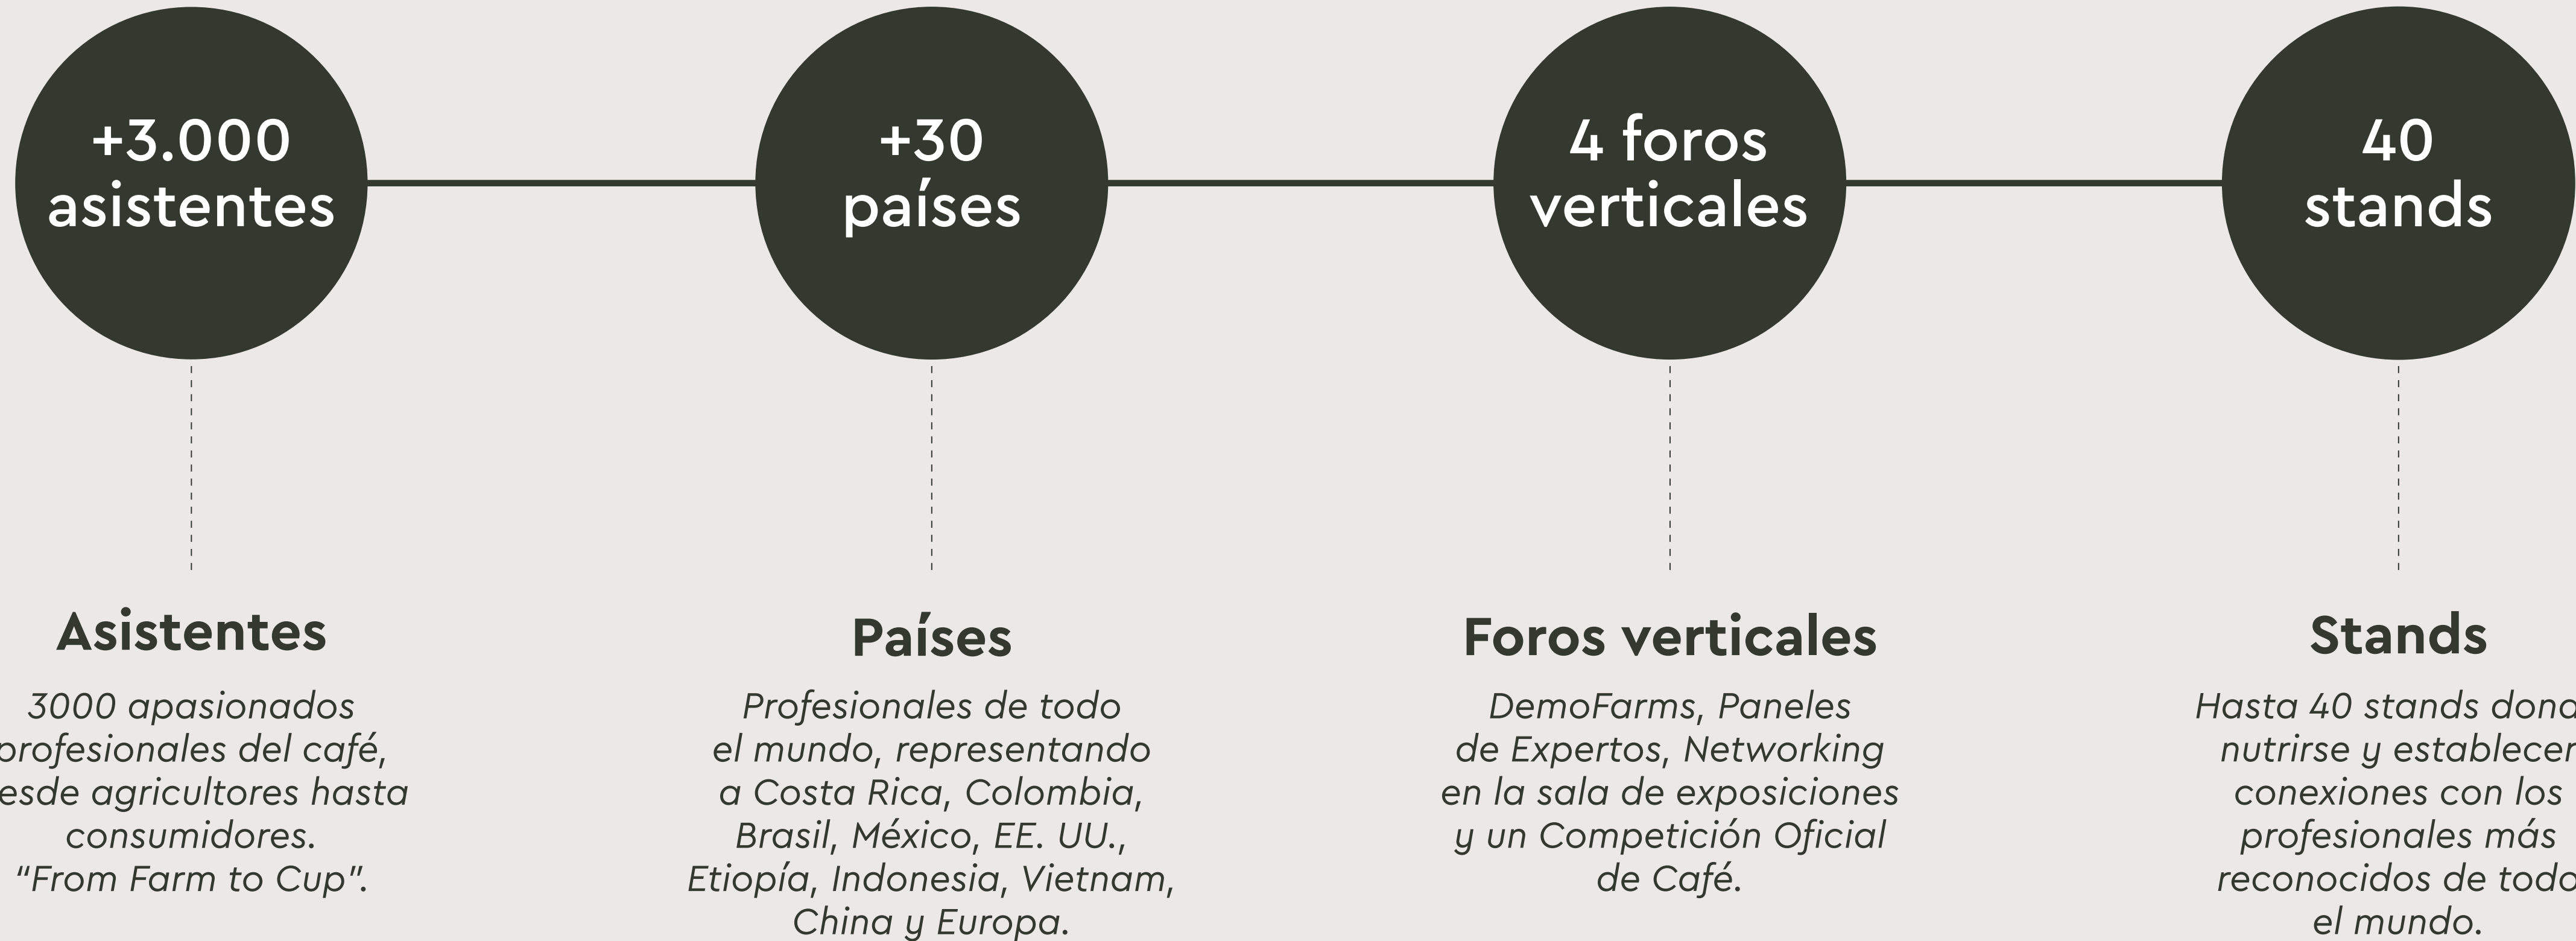 +3.000
asistentes
+30
países
4 foros
verticales
40
stands
Asistentes
3000 apasionados
profesionales del café,
esde agricultores hasta
consumidores.
“From Farm to Cup”.
Países
Profesionales de todo
el mundo, representando
a Costa Rica, Colombia,
Brasil, México, EE. UU.,
Etiopía, Indonesia, Vietnam,
China y Europa.
Foros verticales
DemoFarms, Paneles
de Expertos, Networking
en la sala de exposiciones
y un Competición Oficial
de Café.
Stands
Hasta 40 stands dond
nutrirse y establecer
conexiones con los
profesionales más
reconocidos de todo
el mundo.